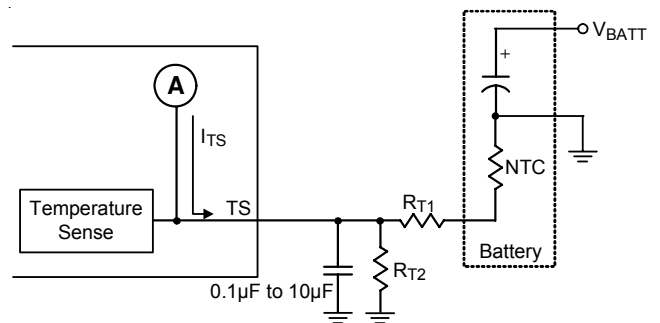 A
I_TS
Temperature
Sense
TS
0.1µF to 10µF
R_T2
R_T1
+
V_BATT
NTC
Battery